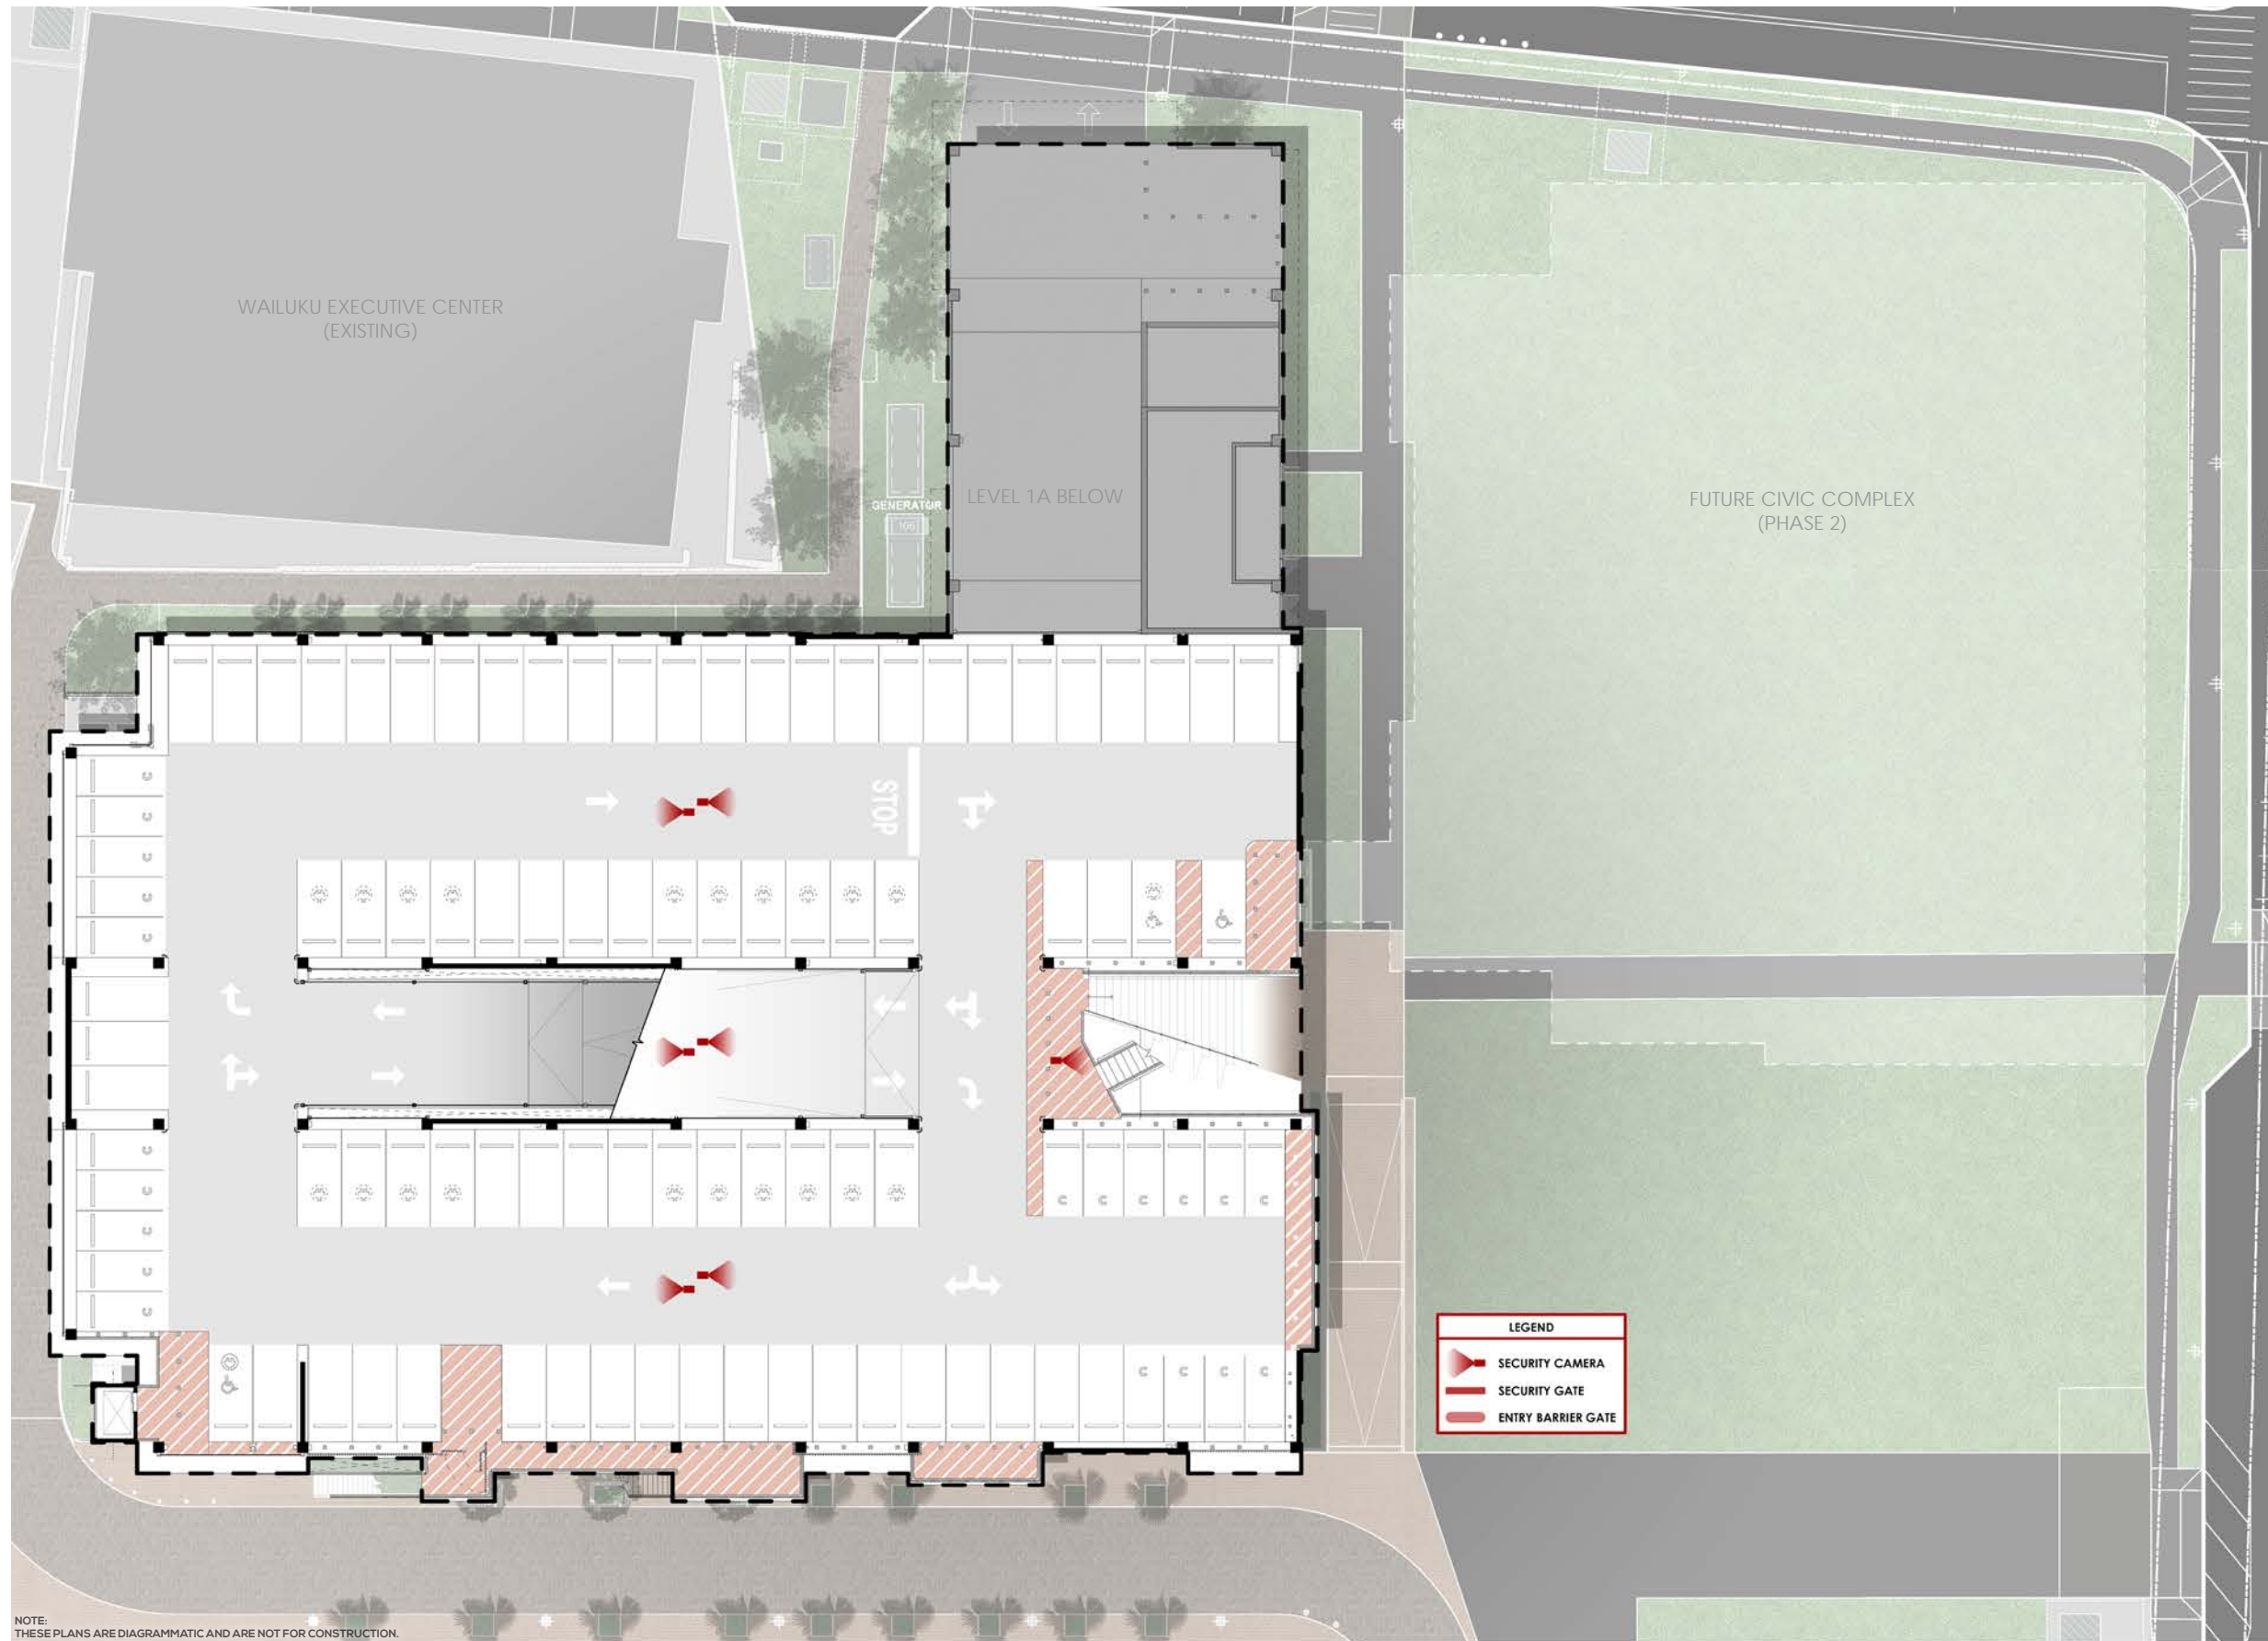 WAILUKU EXECUTIVE CENTER
(EXISTING)
GENERATOR
106
LEVEL 1A BELOW
FUTURE CIVIC COMPLEX
(PHASE 2)
STOP
LEGEND
SECURITY CAMERA
SECURITY GATE
ENTRY BARRIER GATE
NOTE:
THESE PLANS ARE DIAGRAMMATIC AND ARE NOT FOR CONSTRUCTION.